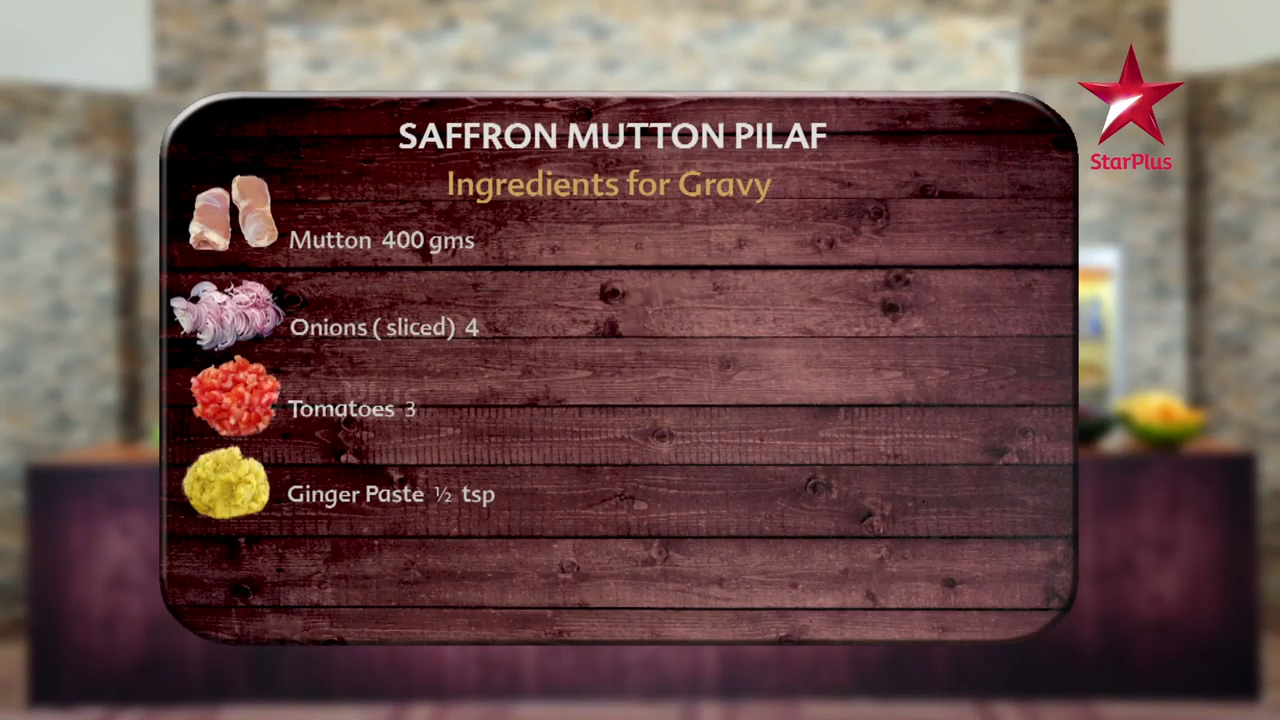 SAFFRON MUTTON PILAF
Ingredients for Gravy
Mutton 400 gms
Onions ( sliced) 4
Tomatoes 3
Ginger Paste ½ tsp
StarPlus